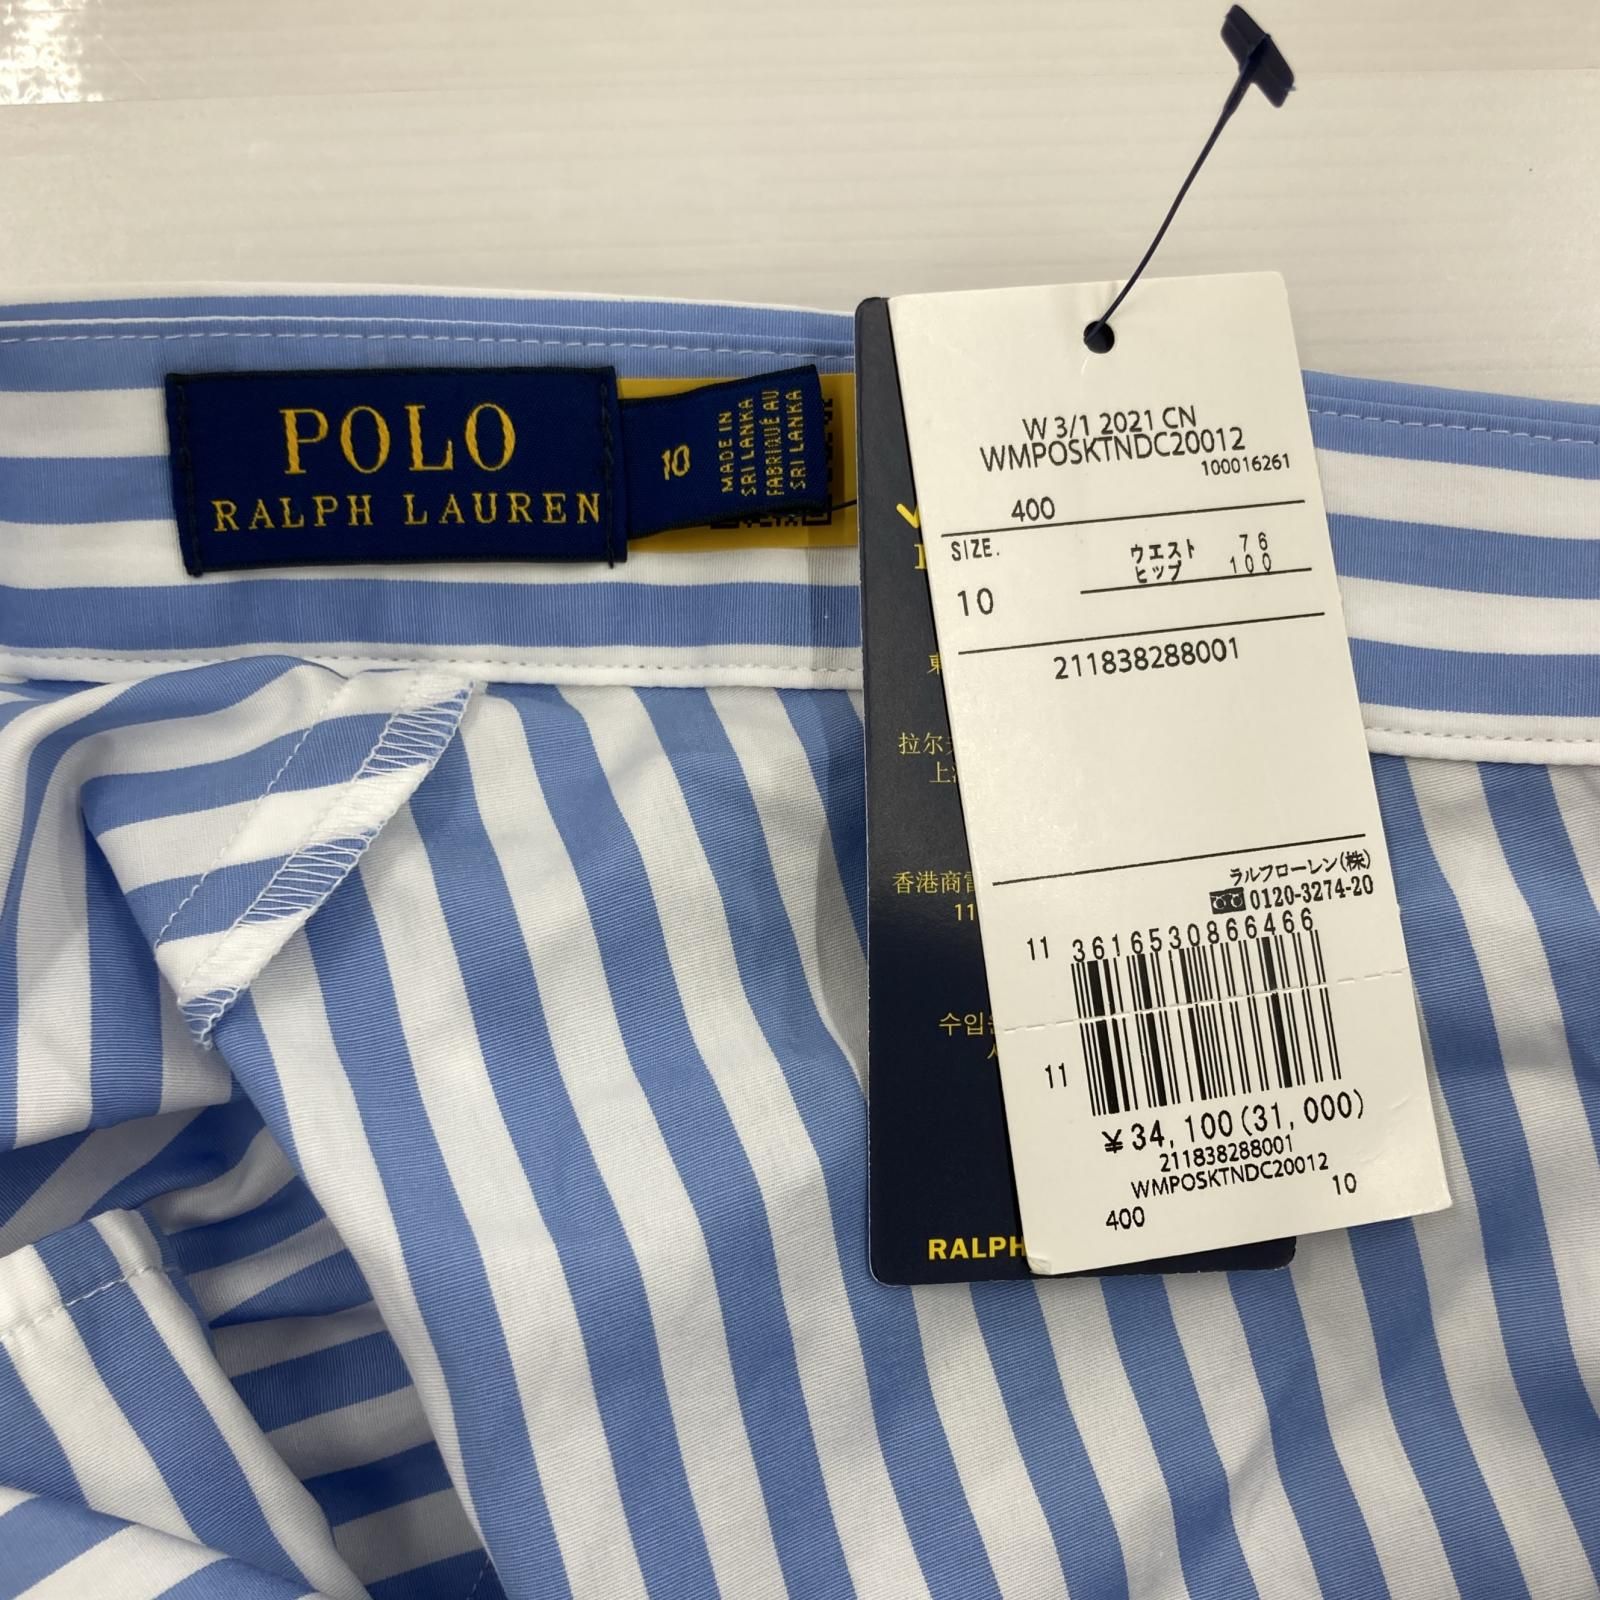 POLO
RALPH LAUREN
10
MADE IN
SRI LANKA
FABRIQUÉ AU
SRI LANKA
W 3/1 2021 CN
WMPOSKTNDC20012
100016261
400
SIZE.
ウエスト 76
ヒップ 100
10
211838288001
ラルフローレン(株)
0120-3274-20
11 3616530866466
11
¥34,100(31,000)
211838288001
WMPOSKTNDC20012
400 10
拉尔
上
香港商
11
수입
RALPH